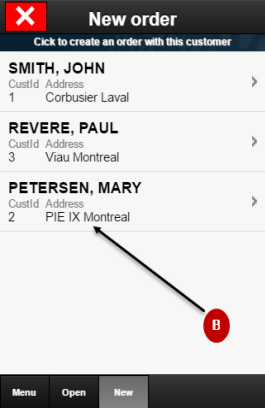 New order
Cick to create an order with this customer
SMITH, JOHN
CustId Address
1 Corbusier Laval
REVERE, PAUL
CustId Address
3 Viau Montreal
PETERSEN, MARY
CustId Address
2 PIE IX Montreal
B
Menu Open New